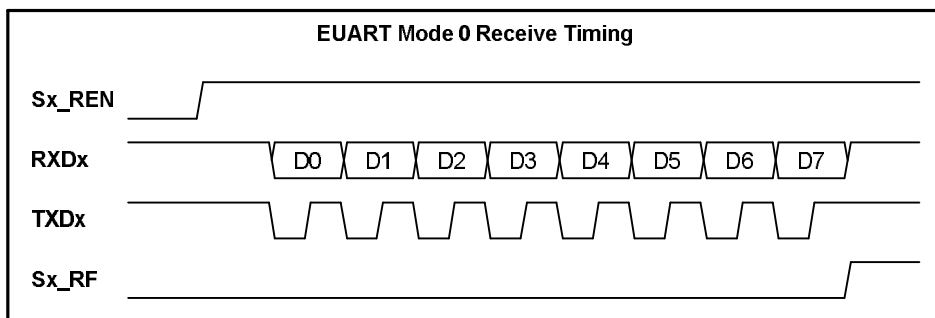 EUART Mode 0 Receive Timing
Sx_REN
RXDx D0 D1 D2 D3 D4 D5 D6 D7
TXDx
Sx_RF